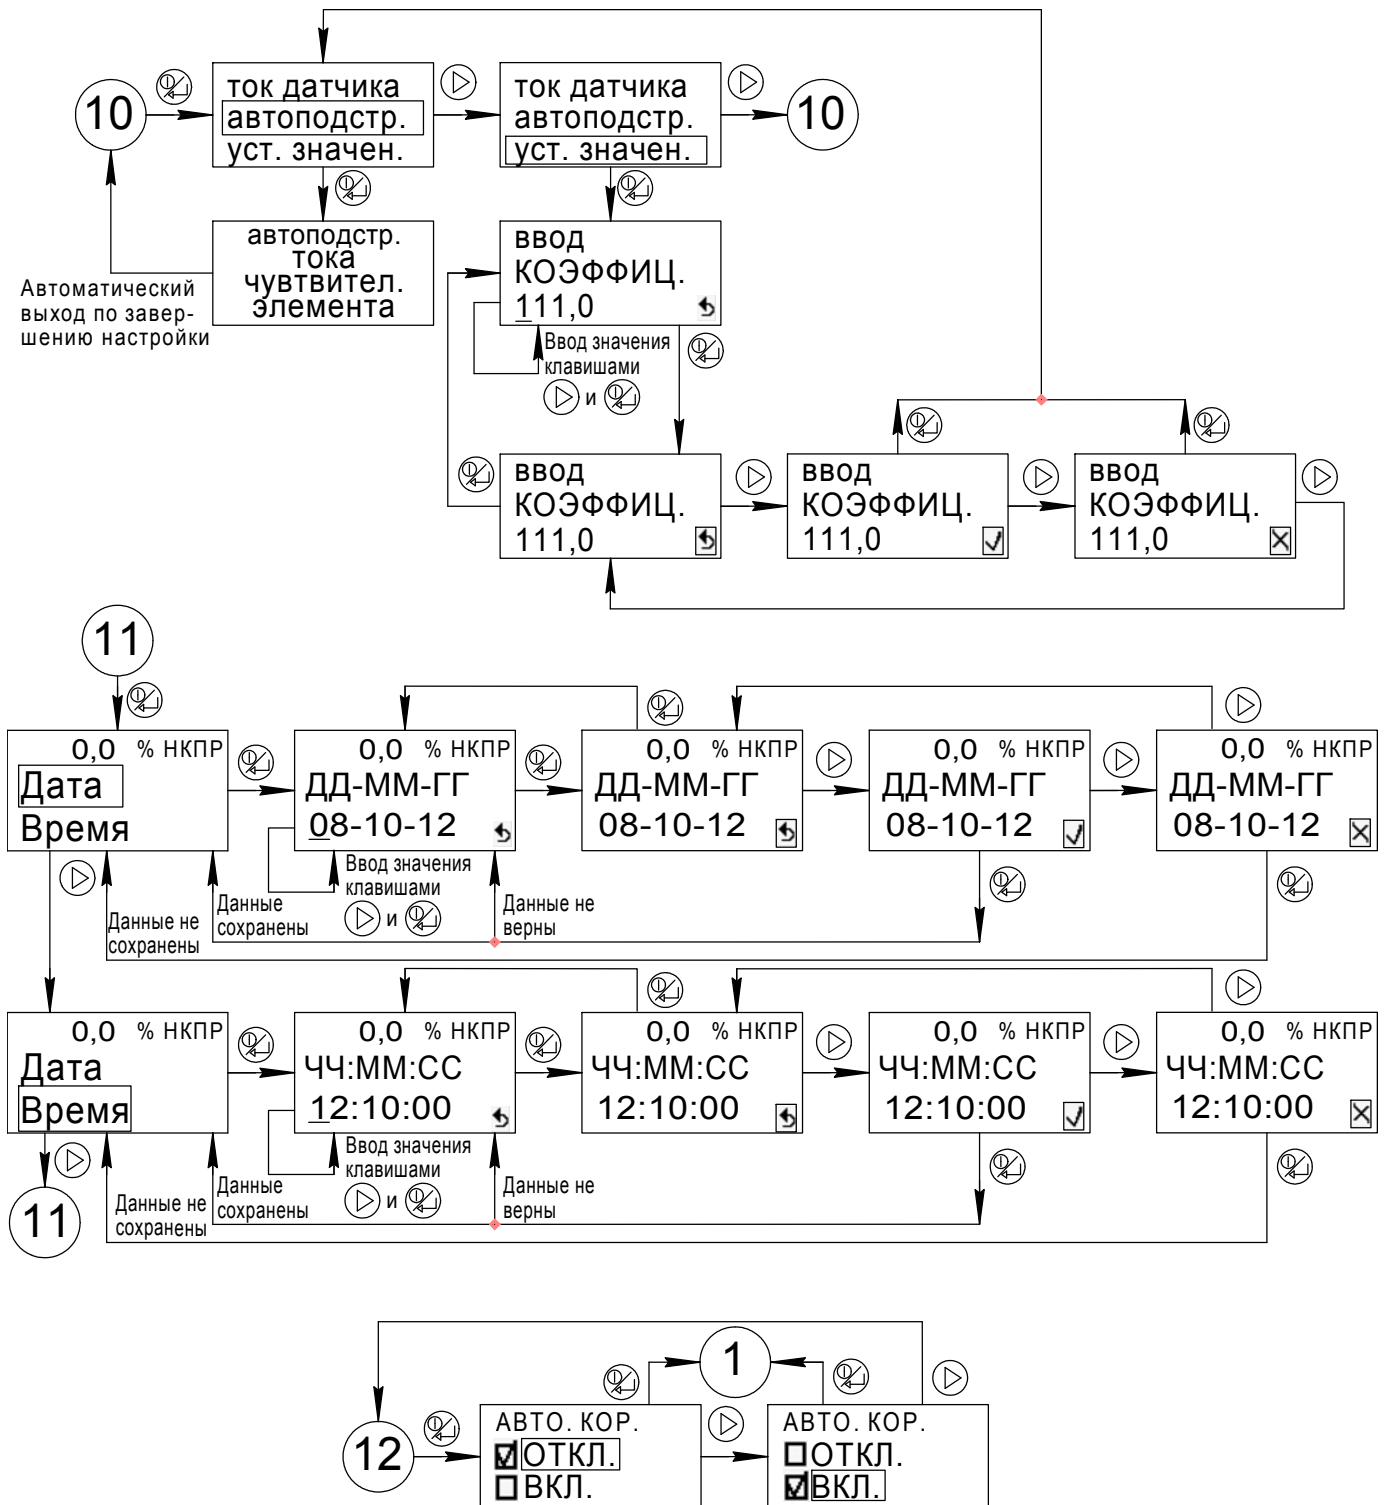 10
ток датчика
автоподстр.
уст. значен.
ток датчика
автоподстр.
уст. значен.
10
автоподстр.
тока
чувтвител.
элемента
Автоматический
выход по завер-
шению настройки
ввод
КОЭФФИЦ.
111,0
Ввод значения
клавишами
и
ввод
КОЭФФИЦ.
111,0
ввод
КОЭФФИЦ.
111,0
ввод
КОЭФФИЦ.
111,0
11
0,0 % НКПР
Дата
Время
0,0 % НКПР
ДД-ММ-ГГ
08-10-12
0,0 % НКПР
ДД-ММ-ГГ
08-10-12
0,0 % НКПР
ДД-ММ-ГГ
08-10-12
0,0 % НКПР
ДД-ММ-ГГ
08-10-12
Данные не
сохранены
Данные
сохранены
Ввод значения
клавишами
и
Данные не
верны
0,0 % НКПР
Дата
Время
0,0 % НКПР
ЧЧ:ММ:СС
12:10:00
0,0 % НКПР
ЧЧ:ММ:СС
12:10:00
0,0 % НКПР
ЧЧ:ММ:СС
12:10:00
0,0 % НКПР
ЧЧ:ММ:СС
12:10:00
11
Данные не
сохранены
Данные
сохранены
Ввод значения
клавишами
и
Данные не
верны
1
12
АВТО. КОР.
ОТКЛ.
ВКЛ.
АВТО. КОР.
ОТКЛ.
ВКЛ.